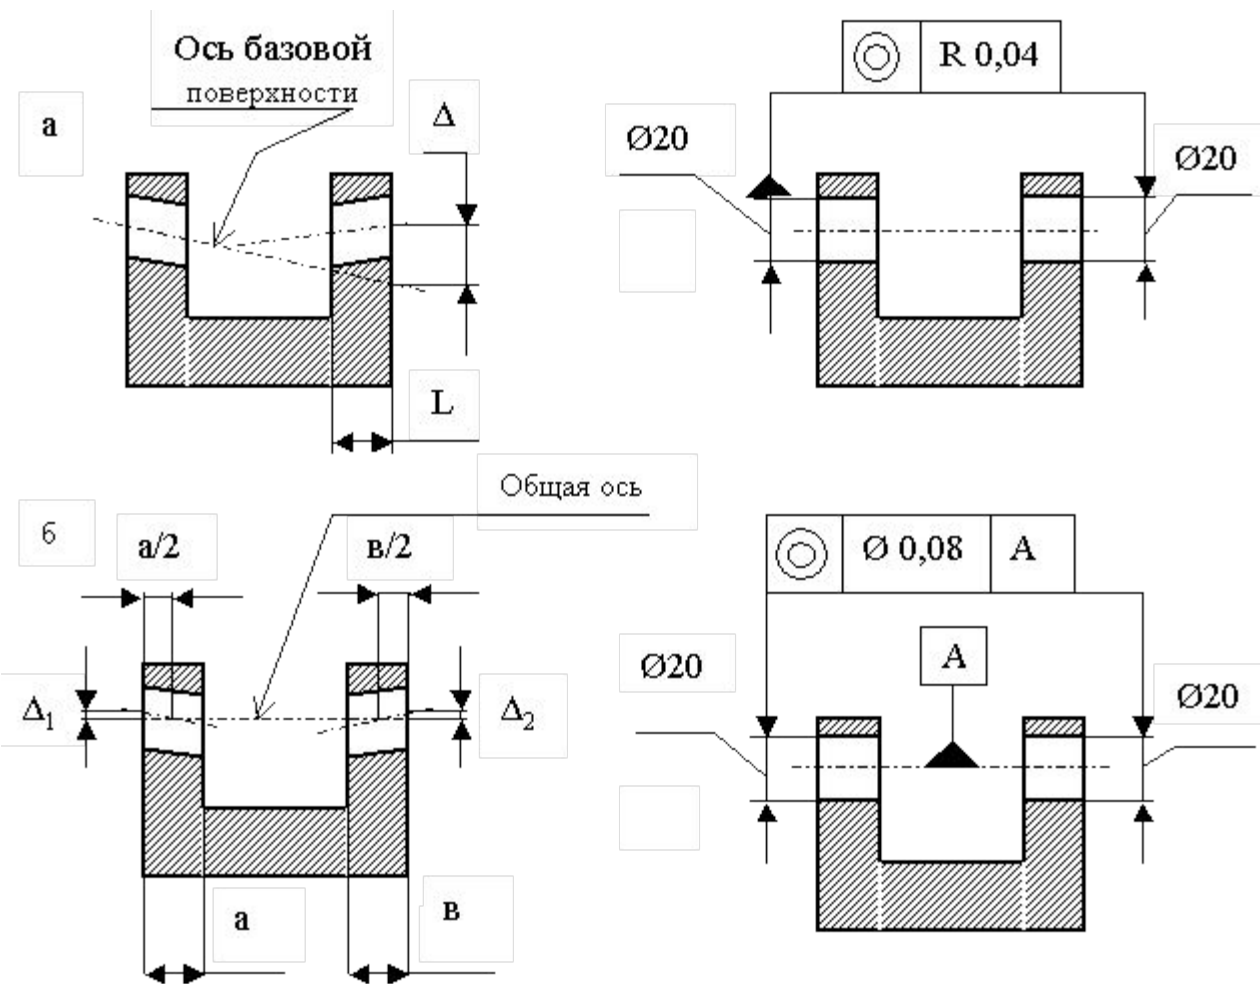 Ось базовой
поверхности
а
Δ
L
R 0,04
Ø20
Ø20
Общая ось
б
а/2
в/2
Δ1
Δ2
а
в
Ø 0,08
А
А
Ø20
Ø20